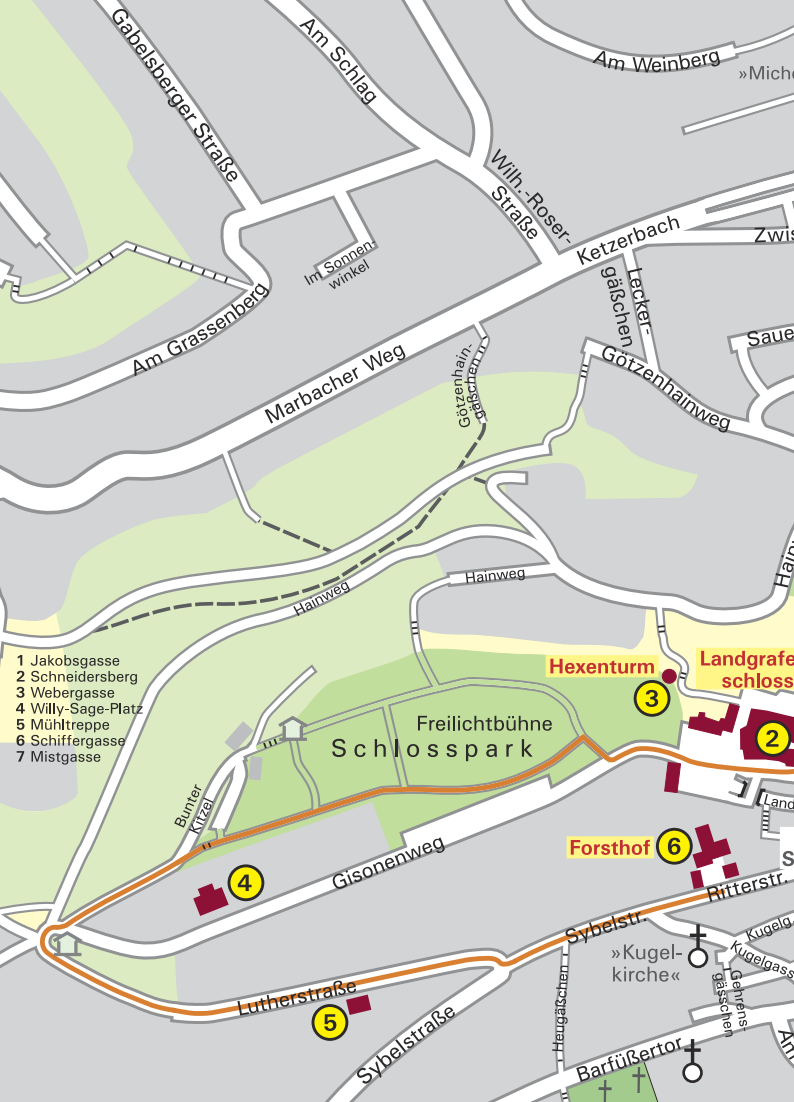 Gabelsberger Straße
Am Schlag
Am Weinberg
»Miche
Wilh.-Roser-
Straße
Ketzerbach
Zwis
Im Sonnen-
winkel
Lecker-
gäßchen
Am Grassenberg
Saue
Marbacher Weg
Götzenhain-
gäßchen
Götzenhainweg
Hainweg
Hainweg
Hainw
1 Jakobsgasse
2 Schneidersberg
3 Webergasse
4 Willy-Sage-Platz
5 Mühltreppe
6 Schiffergasse
7 Mistgasse
Hexenturm
3
Landgrafe
schloss
2
Freilichtbühne
Schlosspark
Bunter
Kitzel
Land
Forsthof
6
S
Gisonenweg
4
Ritterstr.
Sybelstr.
»Kugel-
kirche«
Kugelg.
Kugelgass
Gehrens-
gässchen
Heugäßchen
Lutherstraße
5
Sybelstraße
Barfüßertor
Am